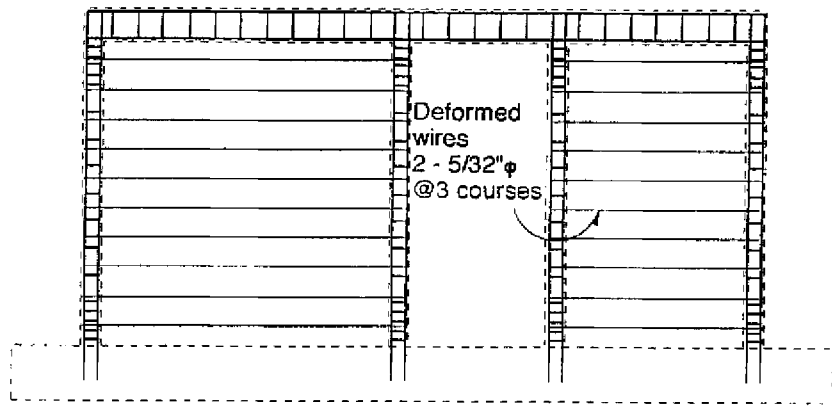 Deformed
wires
2 - 5/32"φ
@3 courses